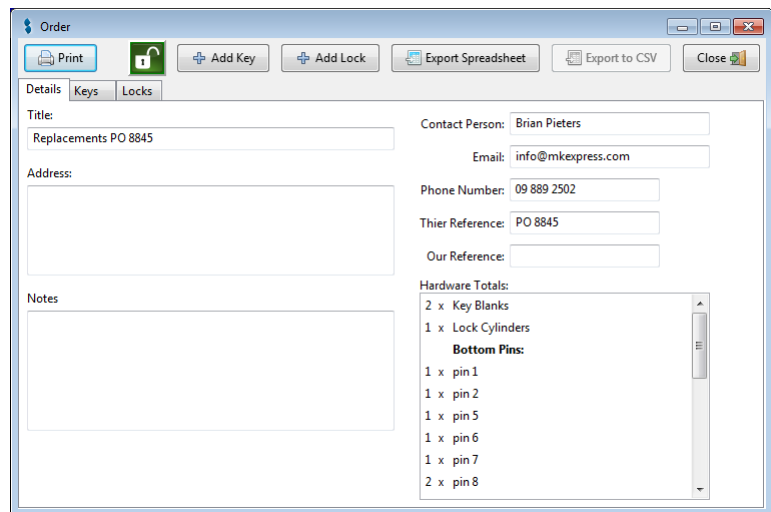 Order
Print
Add Key
Add Lock
Export Spreadsheet
Export to CSV
Close
Details
Keys
Locks
Title:
Replacements PO 8845
Address:
Notes
Contact Person: Brian Pieters
Email: info@mkexpress.com
Phone Number: 09 889 2502
Thier Reference: PO 8845
Our Reference:
Hardware Totals:
2 x Key Blanks
1 x Lock Cylinders
Bottom Pins:
1 x pin 1
1 x pin 2
1 x pin 5
1 x pin 6
1 x pin 7
2 x pin 8